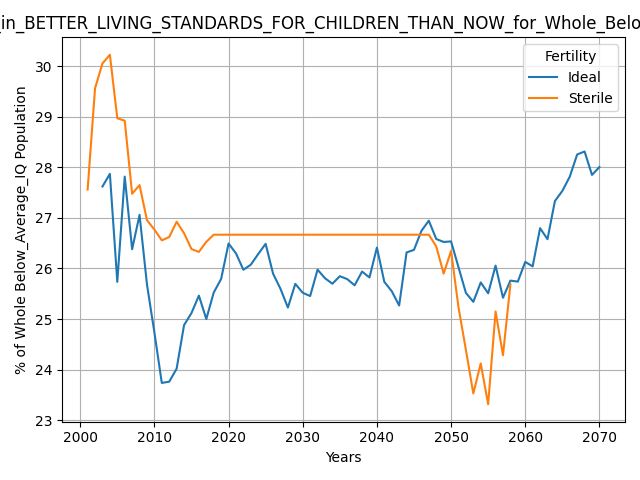 _in_BETTER_LIVING_STANDARDS_FOR_CHILDREN_THAN_NOW_for_Whole_Belo
Fertility
Ideal
Sterile
% of Whole Below_Average_IQ Population
30
29
28
27
26
25
24
23
2000 2010 2020 2030 2040 2050 2060 2070
Years